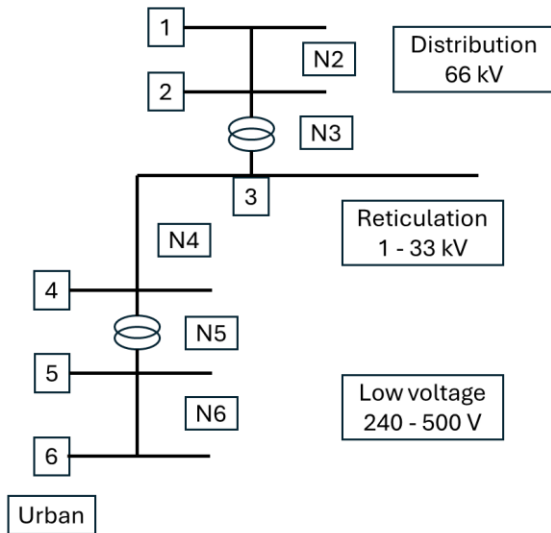 1
N2
Distribution
66 kV
2
N3
3
Reticulation
1 - 33 kV
N4
4
N5
5
Low voltage
240 - 500 V
N6
6
Urban